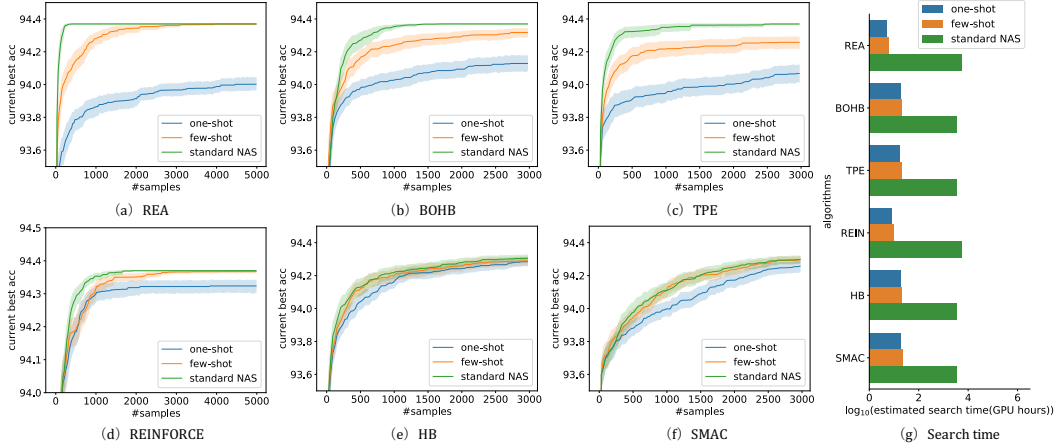 94.4
94.2
94.0
93.8
93.6
current best acc
0 1000 2000 3000 4000 5000
#samples
one-shot
few-shot
standard NAS
(a) REA
94.4
94.2
94.0
93.8
93.6
current best acc
0 500 1000 1500 2000 2500 3000
#samples
one-shot
few-shot
standard NAS
(b) BOHB
94.4
94.2
94.0
93.8
93.6
current best acc
0 500 1000 1500 2000 2500 3000
#samples
one-shot
few-shot
standard NAS
(c) TPE
94.5
94.4
94.3
94.2
94.1
94.0
current best acc
0 1000 2000 3000 4000 5000
#samples
one-shot
few-shot
standard NAS
(d) REINFORCE
94.4
94.2
94.0
93.8
93.6
current best acc
0 500 1000 1500 2000 2500 3000
#samples
one-shot
few-shot
standard NAS
(e) HB
94.4
94.2
94.0
93.8
93.6
current best acc
0 500 1000 1500 2000 2500 3000
#samples
one-shot
few-shot
standard NAS
(f) SMAC
one-shot
few-shot
standard NAS
REA
BOHB
TPE
REIN
HB
SMAC
algorithms
0 2 4 6
log₁₀(estimated search time(GPU hours))
(g) Search time